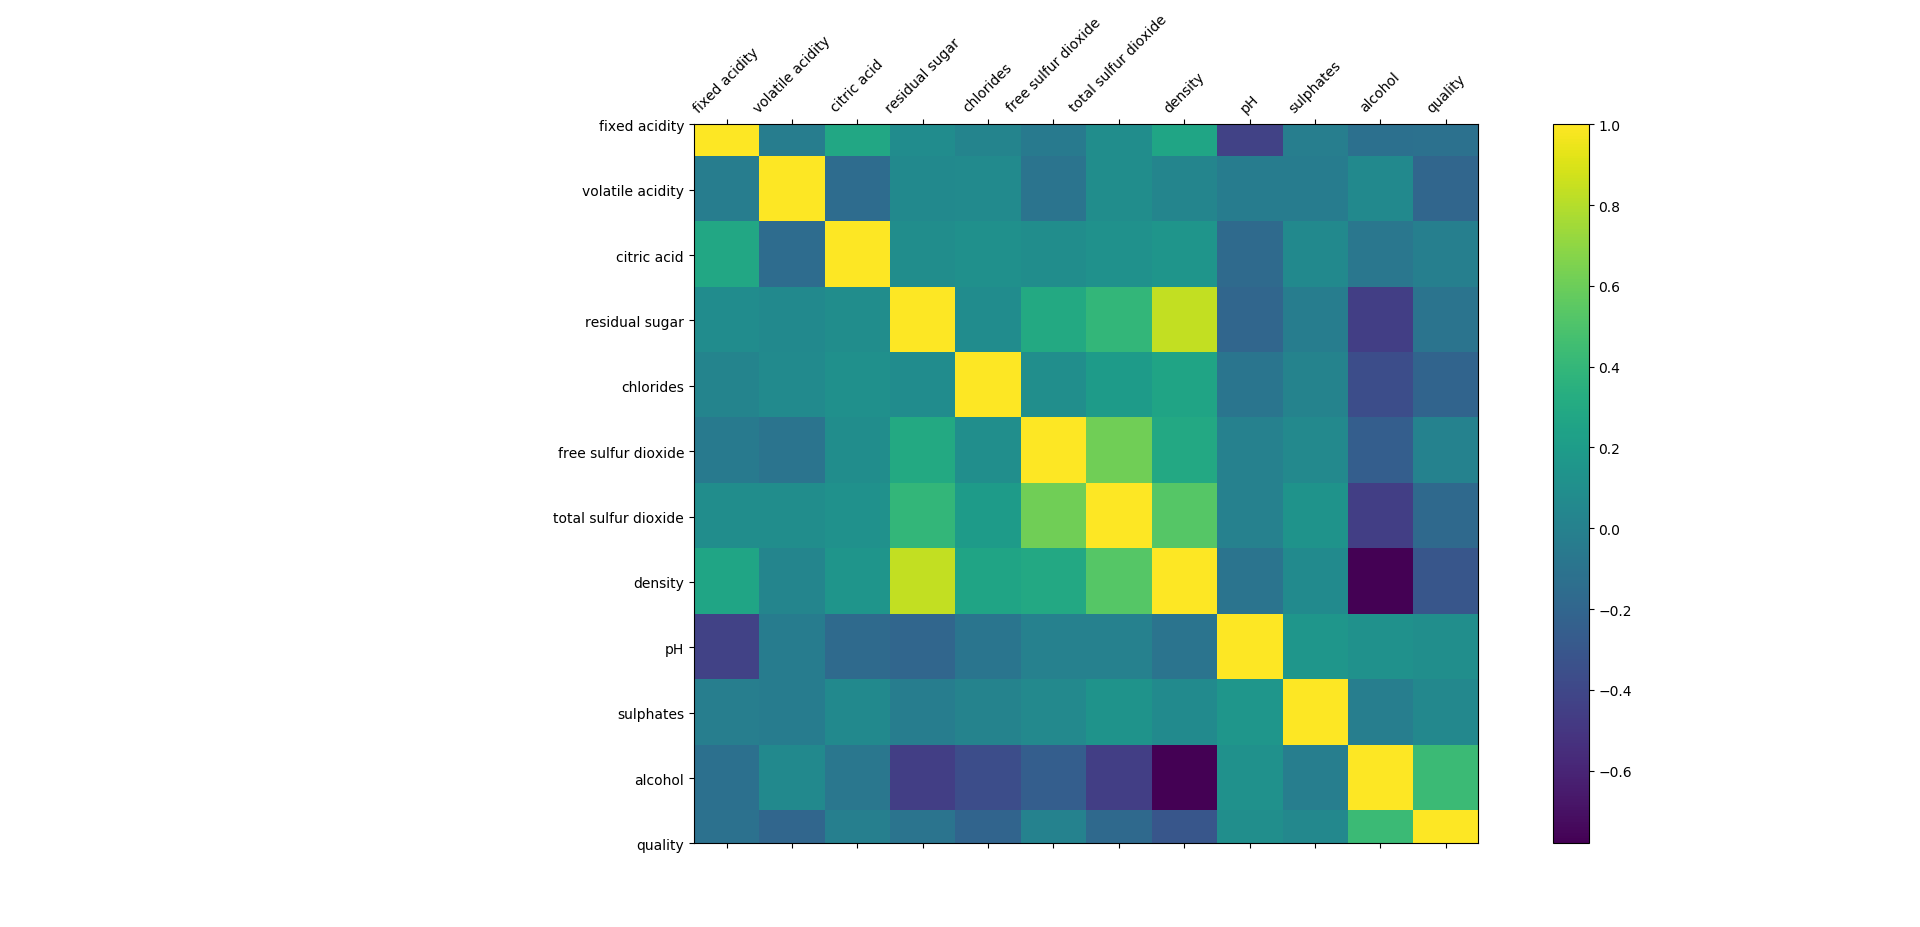 fixed acidity
volatile acidity
citric acid
residual sugar
chlorides
free sulfur dioxide
total sulfur dioxide
density
pH
sulphates
alcohol
quality
fixed acidity
volatile acidity
citric acid
residual sugar
chlorides
free sulfur dioxide
total sulfur dioxide
density
pH
sulphates
alcohol
quality
1.0
0.8
0.6
0.4
0.2
0.0
−0.2
−0.4
−0.6